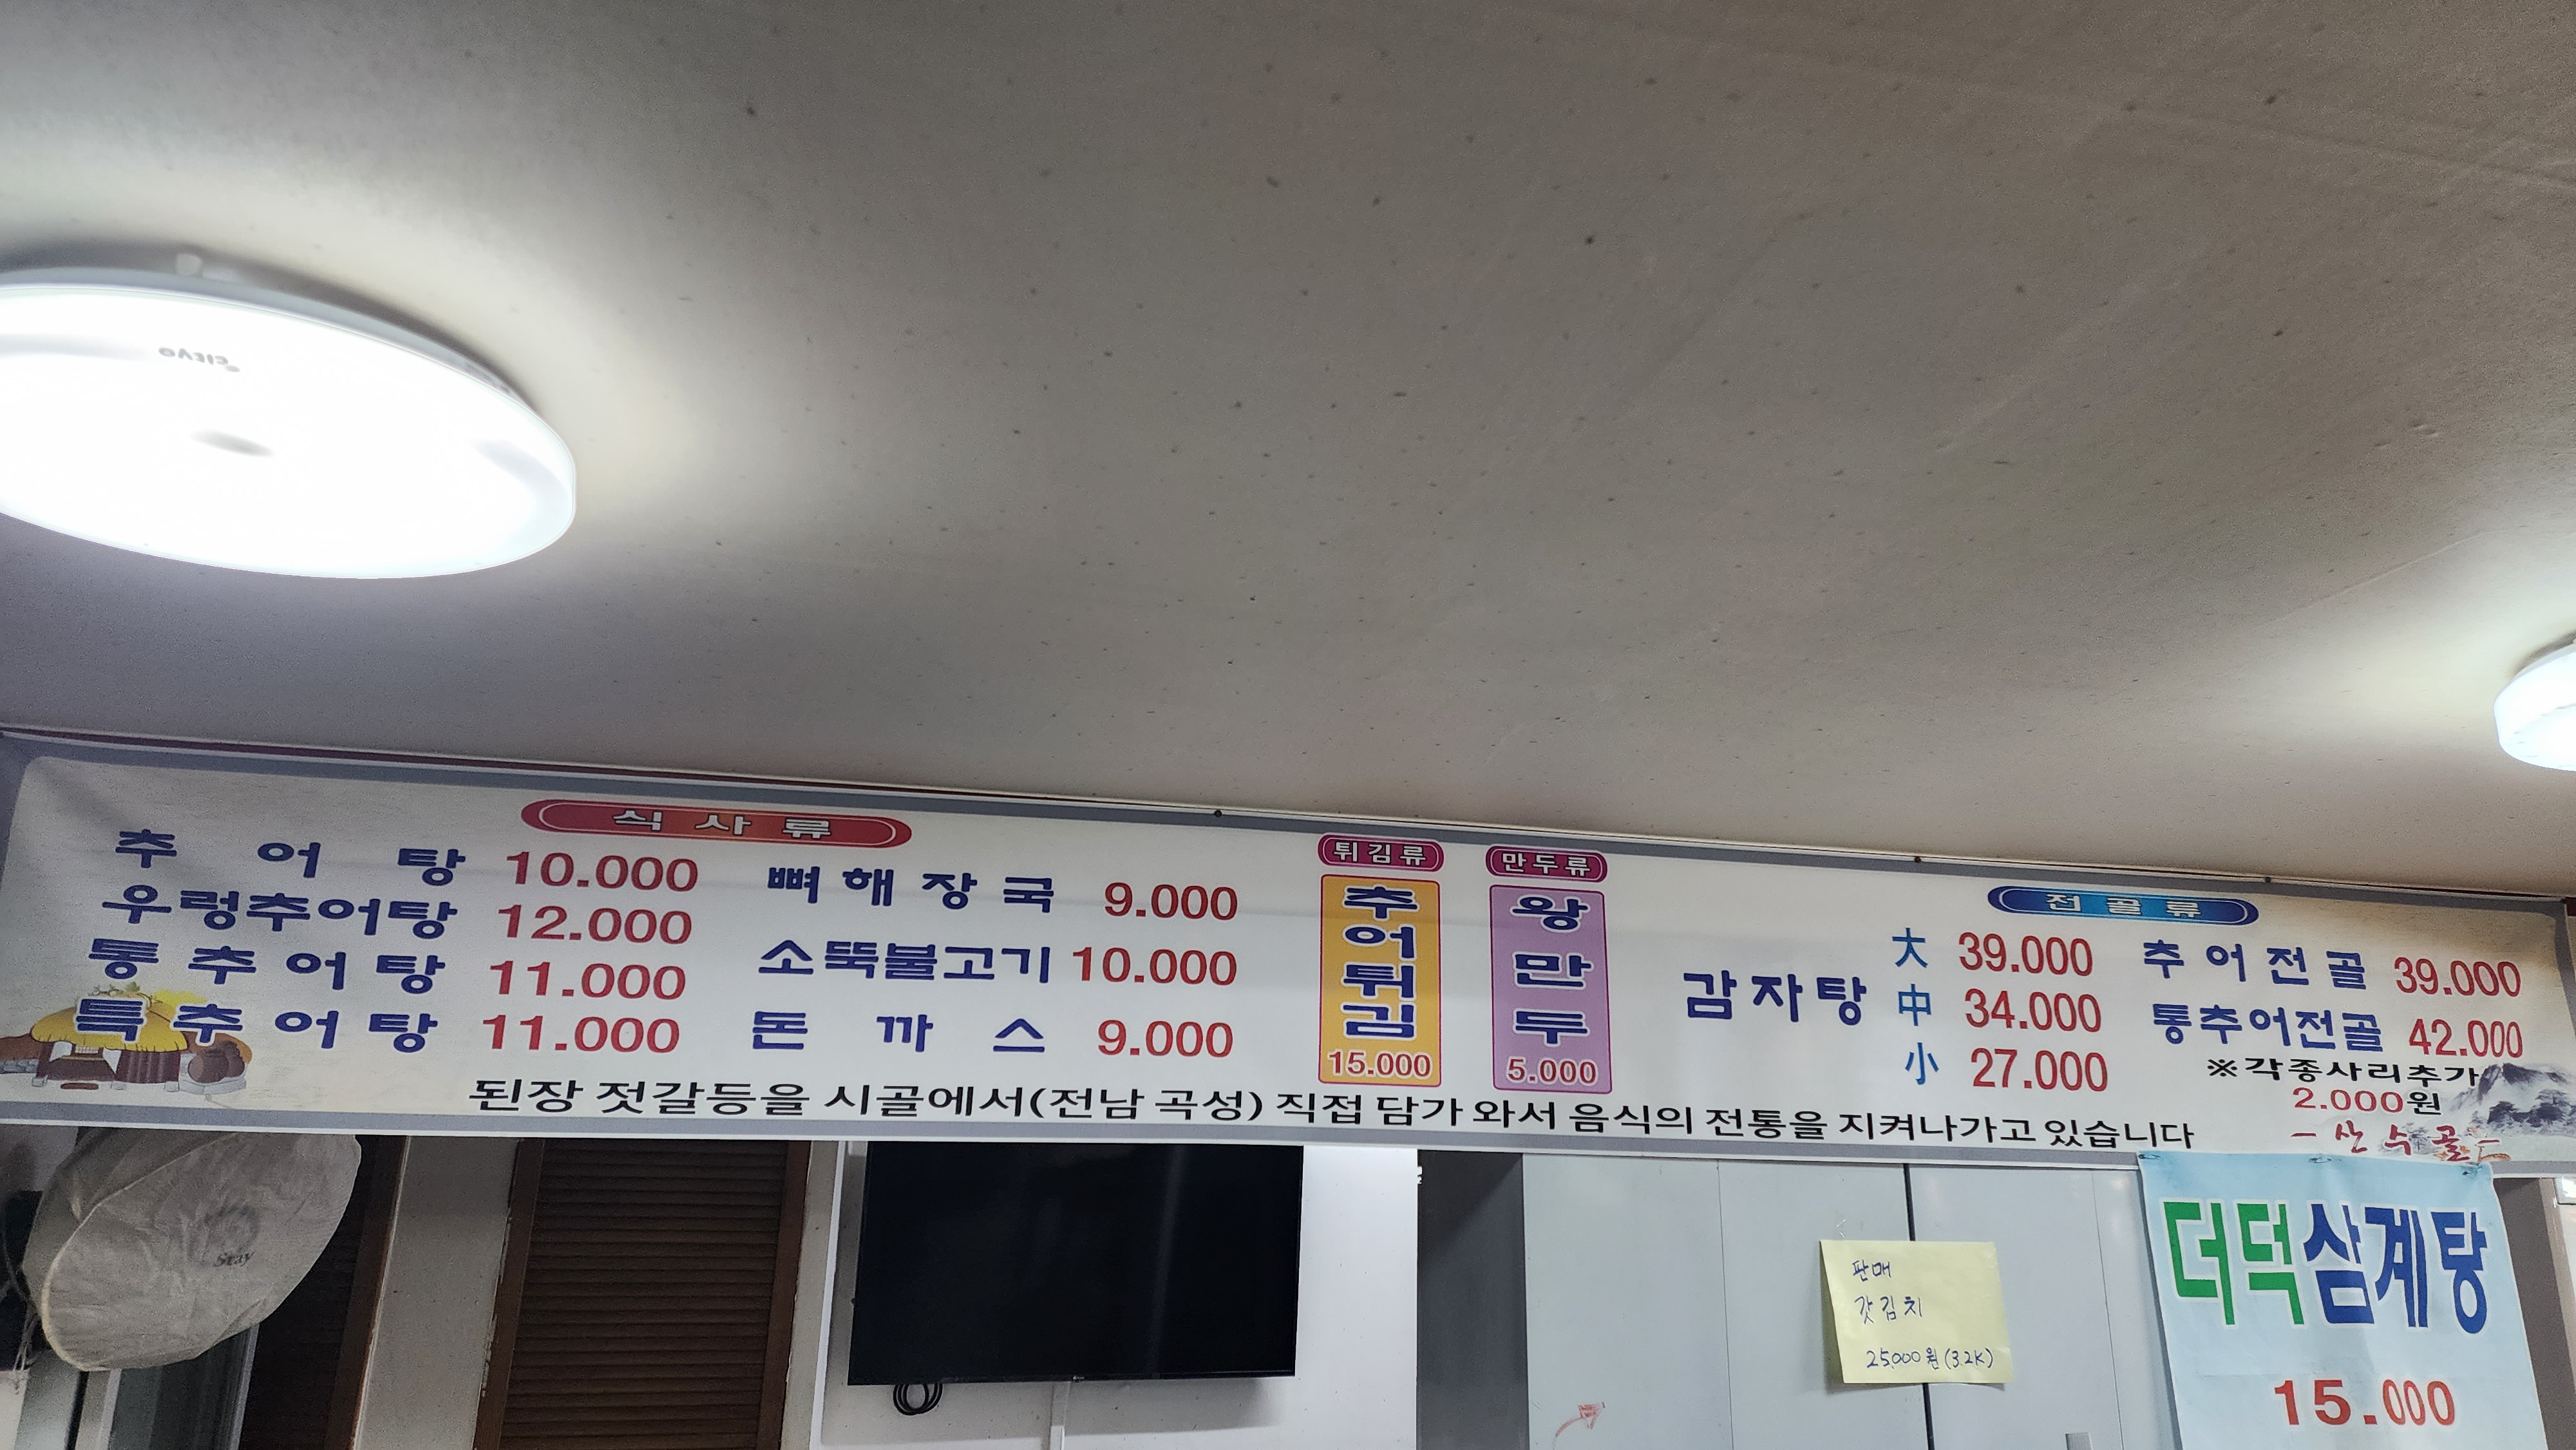 CIEVO
식사류
추어탕 10.000
우렁추어탕 12.000
통추어탕 11.000
특추어탕 11.000
뼈해장국 9.000
소뚝불고기 10.000
돈까스 9.000
튀김류
추어튀김
15.000
만두류
왕만두
5.000
전골류
감자탕
大 39.000
中 34.000
小 27.000
추어전골 39.000
통추어전골 42.000
※각종사리추가
2.000원
된장 젓갈등을 시골에서(전남 곡성) 직접 담가 와서 음식의 전통을 지켜나가고 있습니다
-산수골-
Stay
판매
갓김치
25,000원(3.2K)
더덕삼계탕
15.000